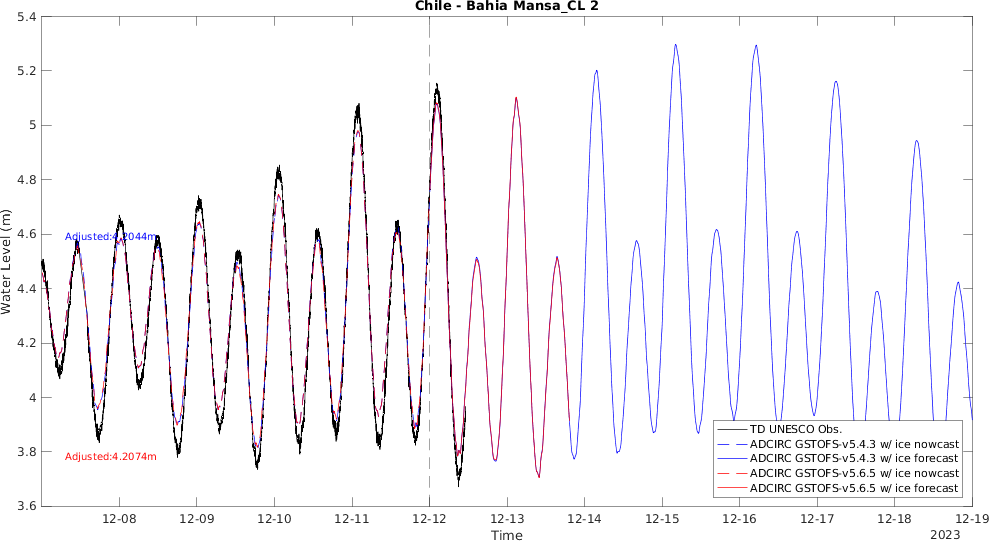 Chile - Bahia Mansa_CL 2
5.4
5.2
5
4.8
4.6
4.4
4.2
4
3.8
3.6
Water Level (m)
Adjusted:4.2044m
Adjusted:4.2074m
TD UNESCO Obs.
ADCIRC GSTOFS-v5.4.3 w/ ice nowcast
ADCIRC GSTOFS-v5.4.3 w/ ice forecast
ADCIRC GSTOFS-v5.6.5 w/ ice nowcast
ADCIRC GSTOFS-v5.6.5 w/ ice forecast
12-08 12-09 12-10 12-11 12-12 12-13 12-14 12-15 12-16 12-17 12-18 12-19
Time
2023